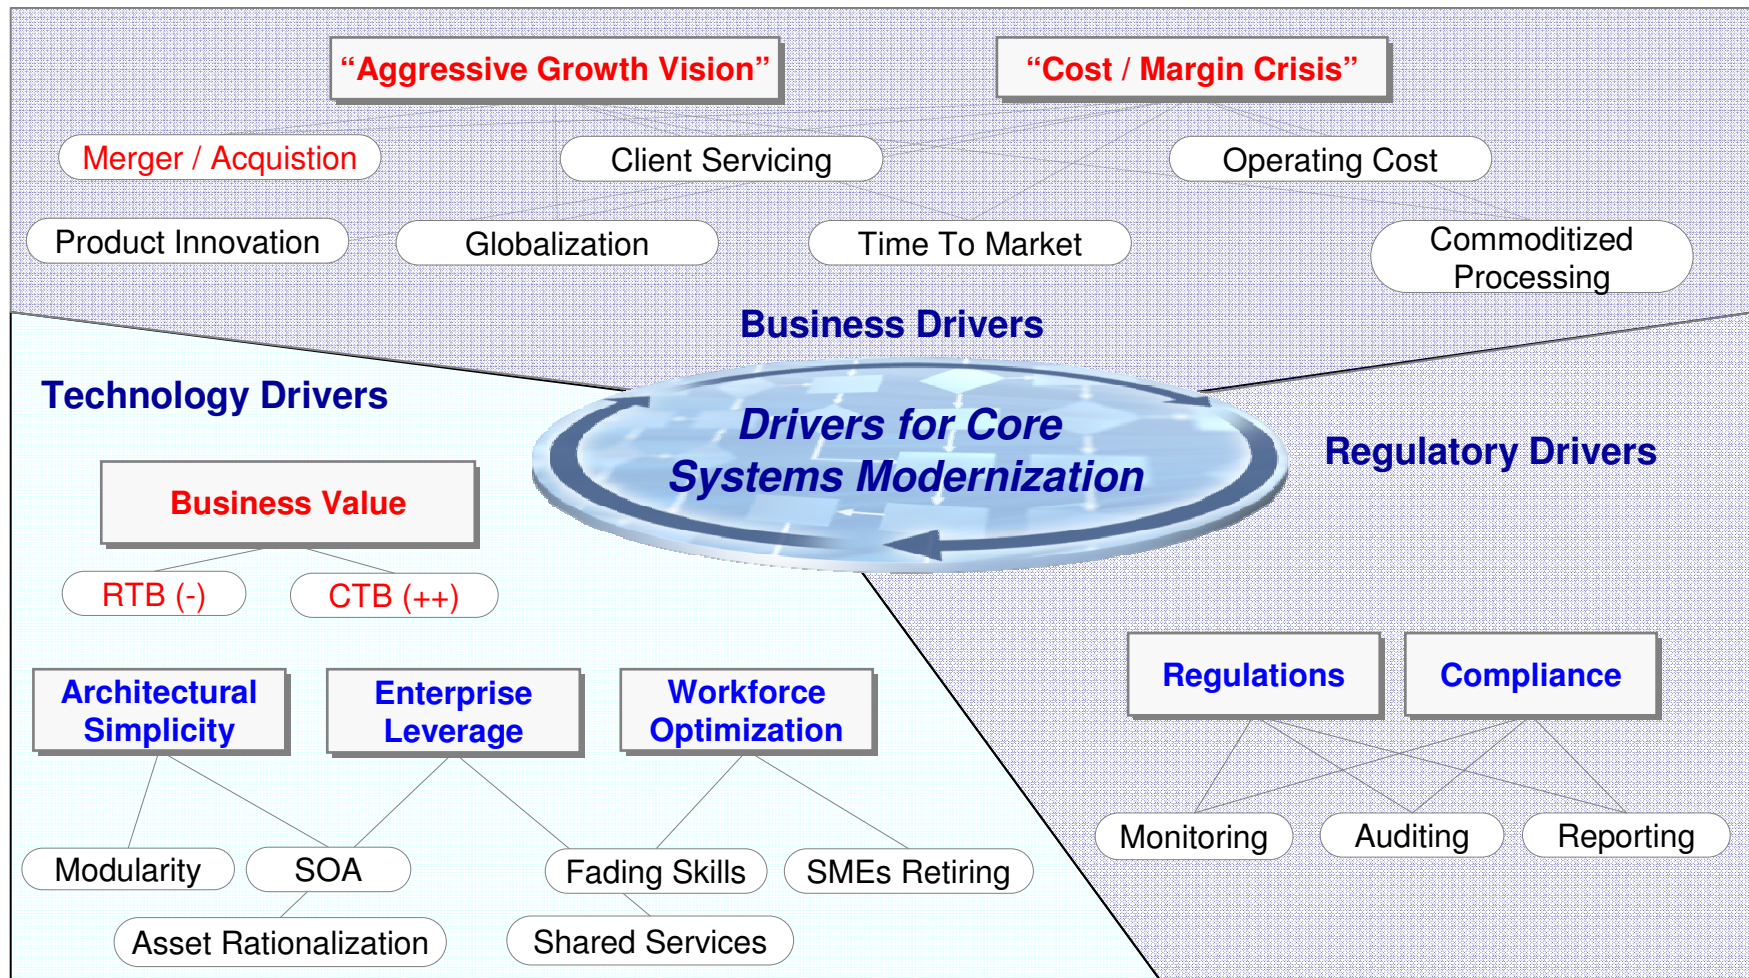 “Aggressive Growth Vision”
“Cost / Margin Crisis”
Merger / Acquistion
Client Servicing
Operating Cost
Product Innovation
Globalization
Time To Market
Commoditized
Processing
Business Drivers
Technology Drivers
Drivers for Core
Systems Modernization
Regulatory Drivers
Business Value
RTB (-)
CTB (++)
Architectural
Simplicity
Enterprise
Leverage
Workforce
Optimization
Regulations
Compliance
Monitoring
Auditing
Reporting
Modularity
SOA
Fading Skills
SMEs Retiring
Asset Rationalization
Shared Services